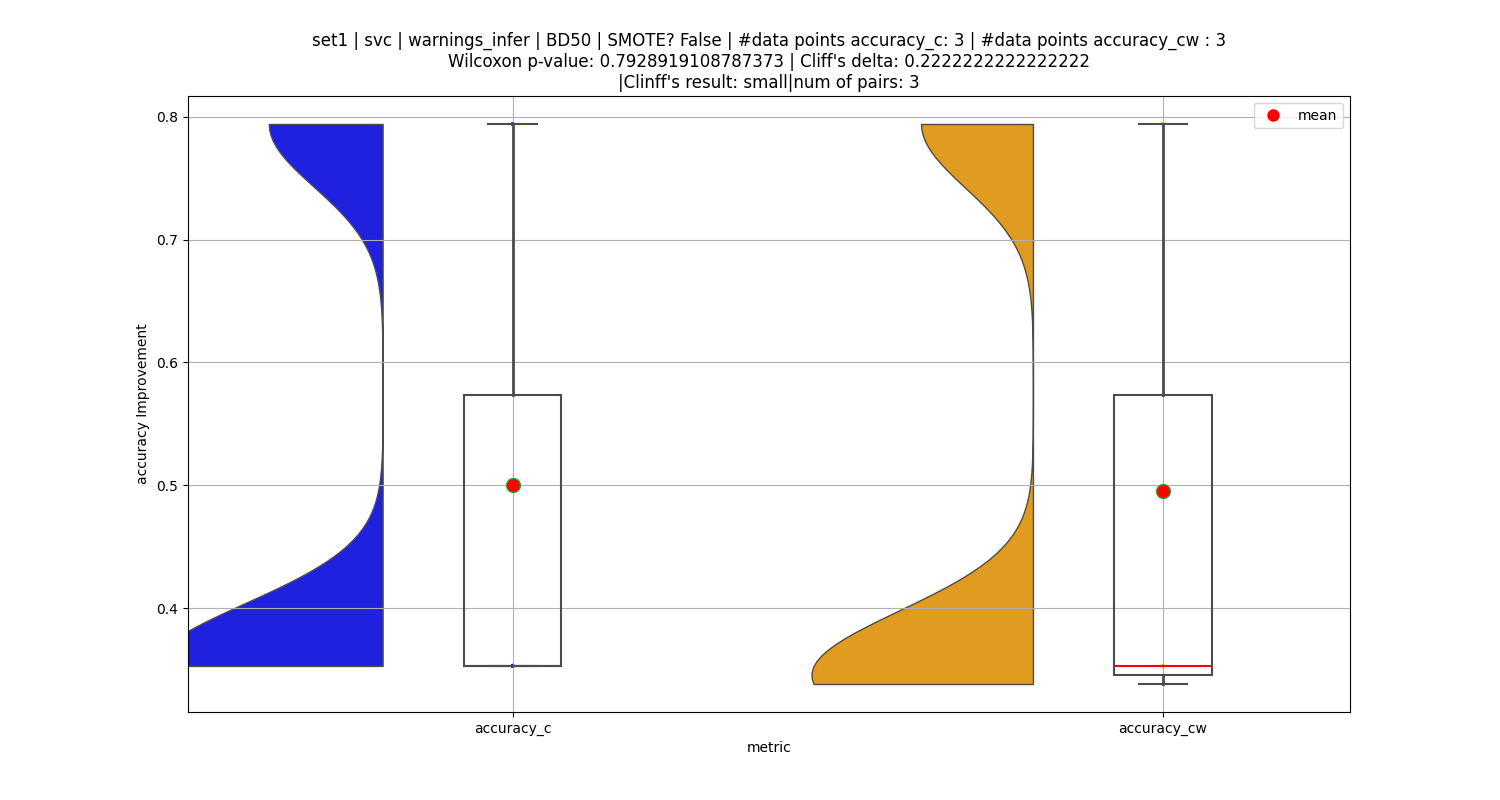 set1 | svc | warnings_infer | BD50 | SMOTE? False | #data points accuracy_c: 3 | #data points accuracy_cw : 3
Wilcoxon p-value: 0.7928919108787373 | Cliff's delta: 0.2222222222222222
|Clinff's result: small|num of pairs: 3
mean
0.8
0.7
0.6
0.5
0.4
accuracy Improvement
accuracy_c
accuracy_cw
metric